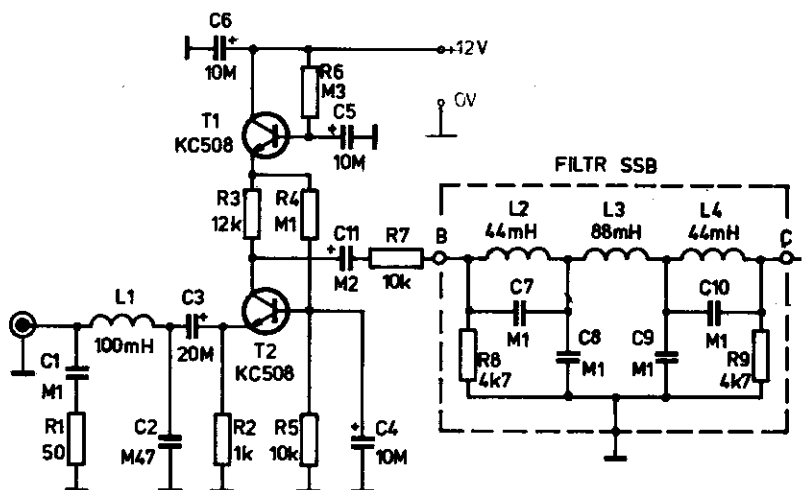 C6
10M
+12V
R6
M3
0V
C5
10M
T1
KC508
FILTR SSB
R3
12k
R4
M1
C11
M2
R7
10k
B
L2
44mH
L3
88mH
L4
44mH
C
L1
100mH
C3
20M
T2
KC508
C7
M1
C10
M1
C1
M1
R8
4k7
C8
M1
C9
M1
R9
4k7
R1
50
C2
M47
R2
1k
R5
10k
C4
10M